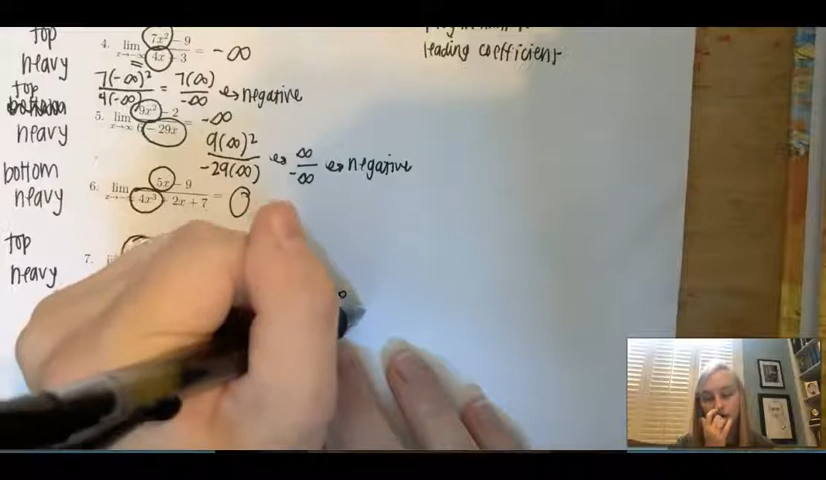 top
heavy
4. lim x→-∞ 7x² - 9 / 4x + 3 = -∞
leading coefficient
7(-∞)² / 4(-∞) = 7(∞) / -∞ → negative
top
bottom
heavy
5. lim x→∞ 9x² - 2 / 6 - 29x = -∞
9(∞)² / -29(∞) → ∞ / -∞ → negative
bottom
heavy
6. lim 5x - 9 / 4x³ - 2x + 7 =
top
heavy
7.